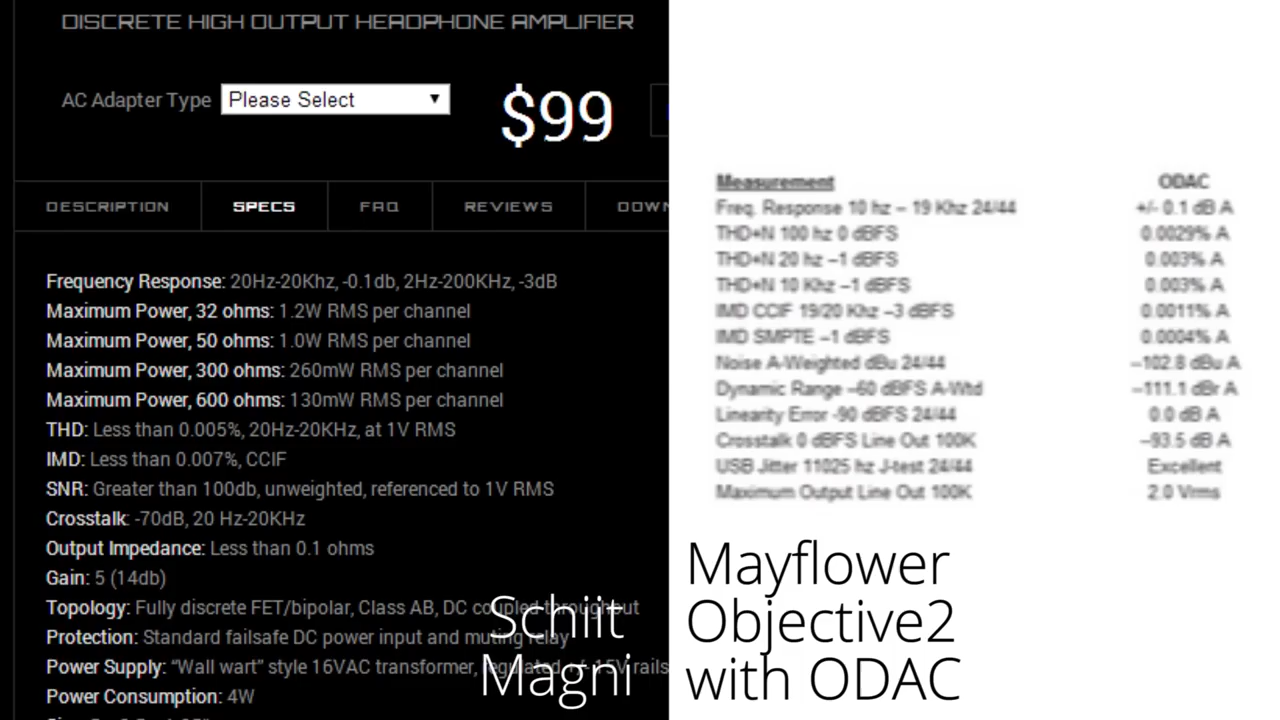 DISCRETE HIGH OUTPUT HEADPHONE AMPLIFIER
AC Adapter Type Please Select $99
DESCRIPTION SPECS FAQ REVIEWS DOWN
Frequency Response: 20Hz-20Khz, -0.1db, 2Hz-200KHz, -3dB
Maximum Power, 32 ohms: 1.2W RMS per channel
Maximum Power, 50 ohms: 1.0W RMS per channel
Maximum Power, 300 ohms: 260mW RMS per channel
Maximum Power, 600 ohms: 130mW RMS per channel
THD: Less than 0.005%, 20Hz-20KHz, at 1V RMS
IMD: Less than 0.007%, CCIF
SNR: Greater than 100db, unweighted, referenced to 1V RMS
Crosstalk: -70dB, 20 Hz-20KHz
Output Impedance: Less than 0.1 ohms
Gain: 5 (14db)
Topology: Fully discrete FET/bipolar, Class AB, DC coupled throughput
Protection: Standard failsafe DC power input and muting relay
Power Supply: “Wall wart” style 16VAC transformer, regulated +/- 15V rails
Power Consumption: 4W
Schiit
Magni
Measurement ODAC
Freq. Response 10 hz – 19 Khz 24/44 +/- 0.1 dB A
THD+N 100 hz 0 dBFS 0.0029% A
THD+N 20 hz –1 dBFS 0.003% A
THD+N 10 Khz –1 dBFS 0.003% A
IMD CCIF 19/20 Khz –3 dBFS 0.0011% A
IMD SMPTE –1 dBFS 0.0004% A
Noise A-Weighted dBu 24/44 –102.8 dBu A
Dynamic Range –60 dBFS A-Wtd –111.1 dBr A
Linearity Error -90 dBFS 24/44 0.0 dB A
Crosstalk 0 dBFS Line Out 100K –93.5 dB A
USB Jitter 11025 hz J-test 24/44 Excellent
Maximum Output Line Out 100K 2.0 Vrms
Mayflower
Objective2
with ODAC